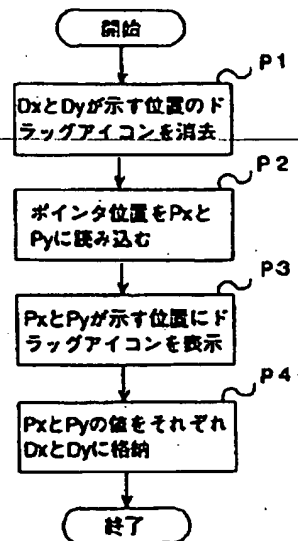 開始
P1
DxとDyが示す位置のド
ラッグアイコンを消去
P2
ポインタ位置をPxと
Pyに読み込む
P3
PxとPyが示す位置にド
ラッグアイコンを表示
P4
PxとPyの値をそれぞれ
DxとDyに格納
終了